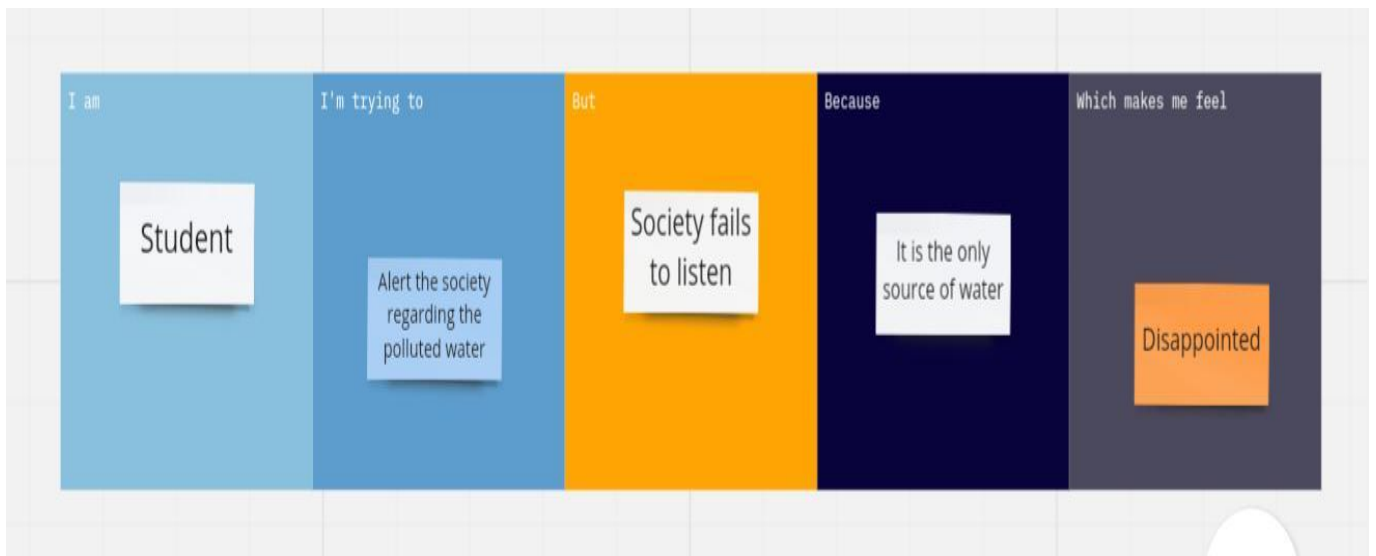 I am
Student
I'm trying to
Alert the society
regarding the
polluted water
But
Society fails
to listen
Because
It is the only
source of water
Which makes me feel
Disappointed